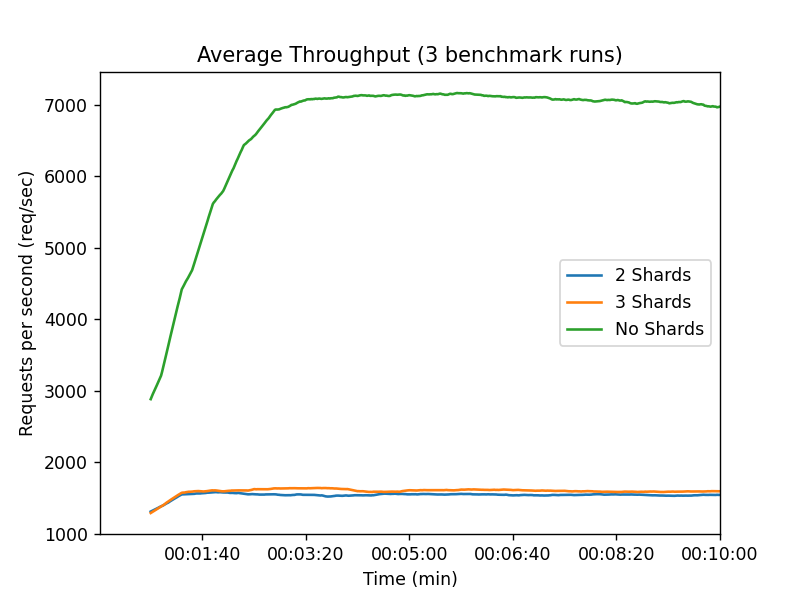 Average Throughput (3 benchmark runs)
Requests per second (req/sec)
7000
6000
5000
4000
3000
2000
1000
2 Shards
3 Shards
No Shards
00:01:40 00:03:20 00:05:00 00:06:40 00:08:20 00:10:00
Time (min)